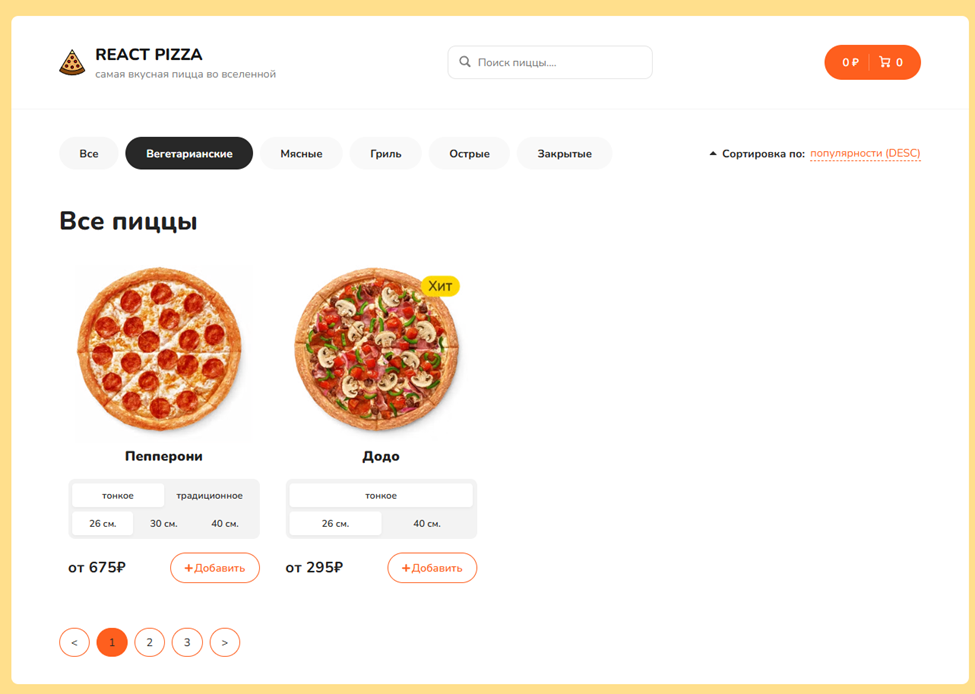 REACT PIZZA
самая вкусная пицца во вселенной
Поиск пиццы....
0 ₽ 0
Все Вегетарианские Мясные Гриль Острые Закрытые
Сортировка по: популярности (DESC)
Все пиццы
Хит
Пепперони Додо
тонкое традиционное тонкое
26 см. 30 см. 40 см. 26 см. 40 см.
от 675₽ +Добавить от 295₽ +Добавить
< 1 2 3 >